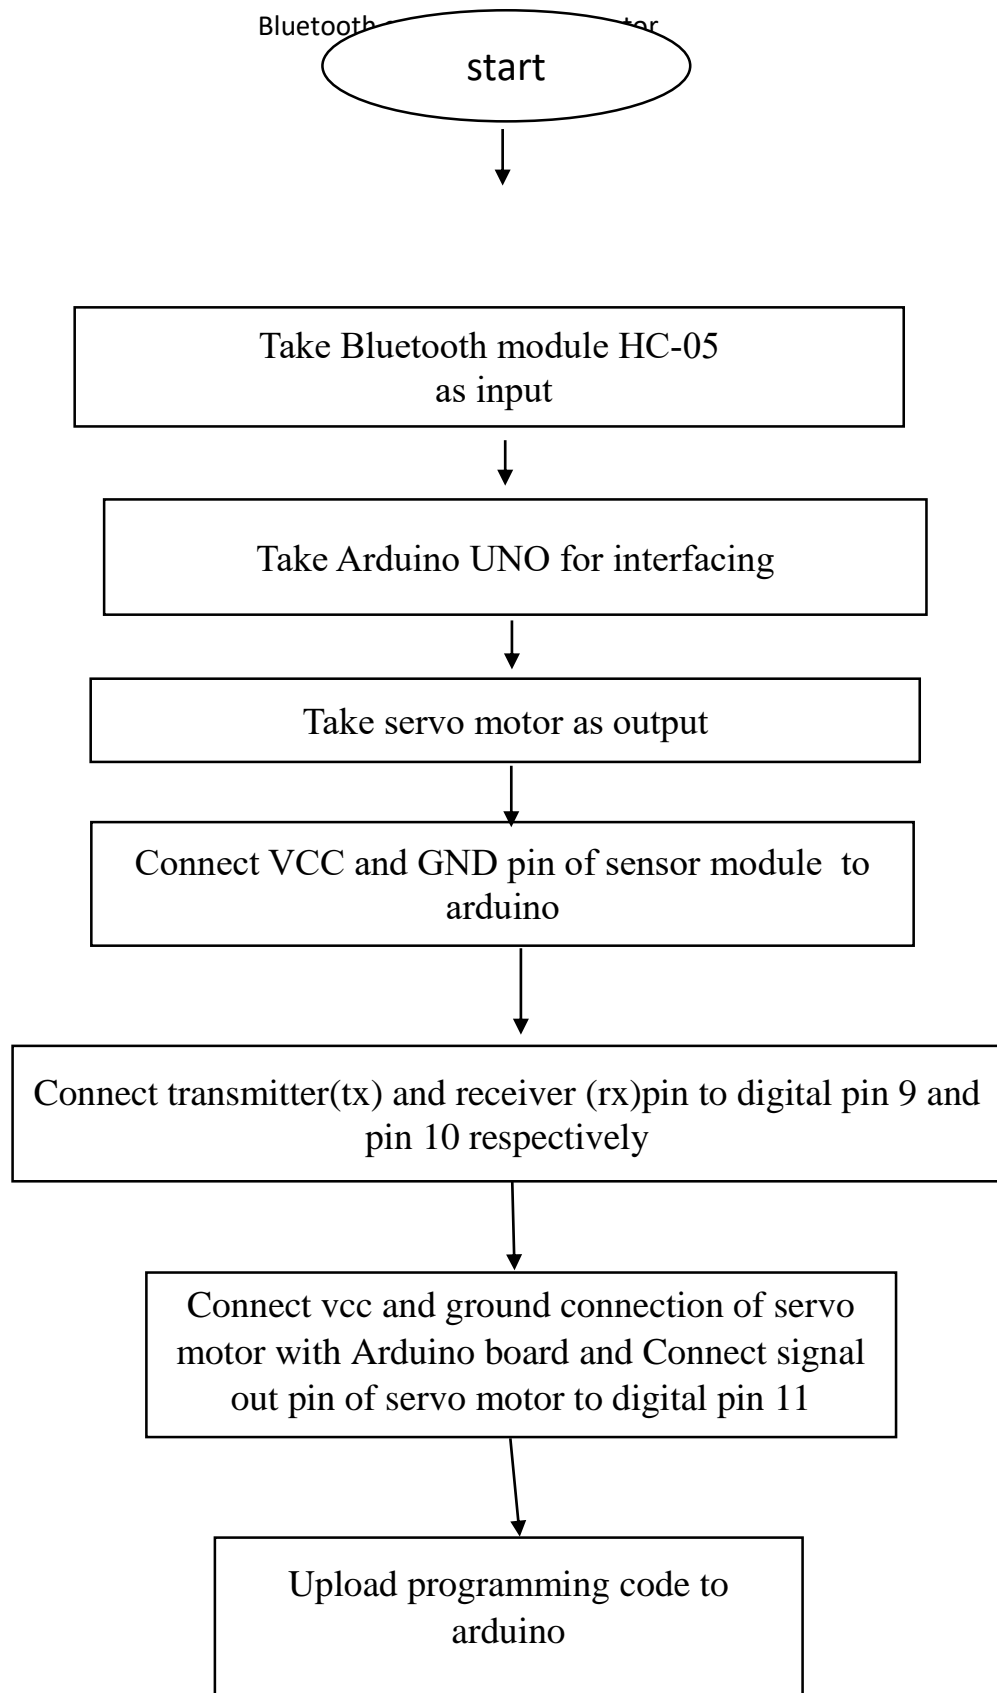 Bluetooth
start
Take Bluetooth module HC-05
as input
Take Arduino UNO for interfacing
Take servo motor as output
Connect VCC and GND pin of sensor module  to
arduino
Connect transmitter(tx) and receiver (rx)pin to digital pin 9 and
pin 10 respectively
Connect vcc and ground connection of servo
motor with Arduino board and Connect signal
out pin of servo motor to digital pin 11
Upload programming code to
arduino